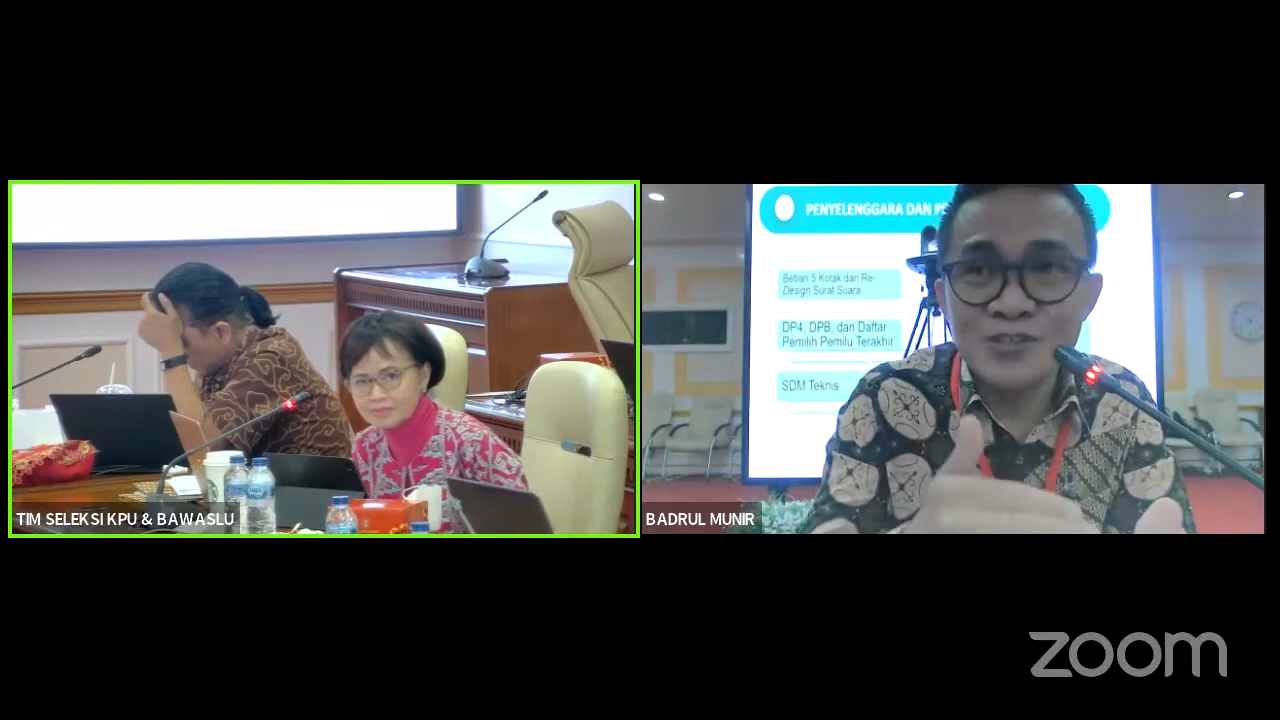 PENYELENGGARA DAN
Beban 5 Kotak dan Re-
Design Surat Suara
DP4, DPB, dan Daftar
Pemilih Pemilu Terakhir
SDM Teknis
TIM SELEKSI KPU & BAWASLU
BADRUL MUNIR
zoom